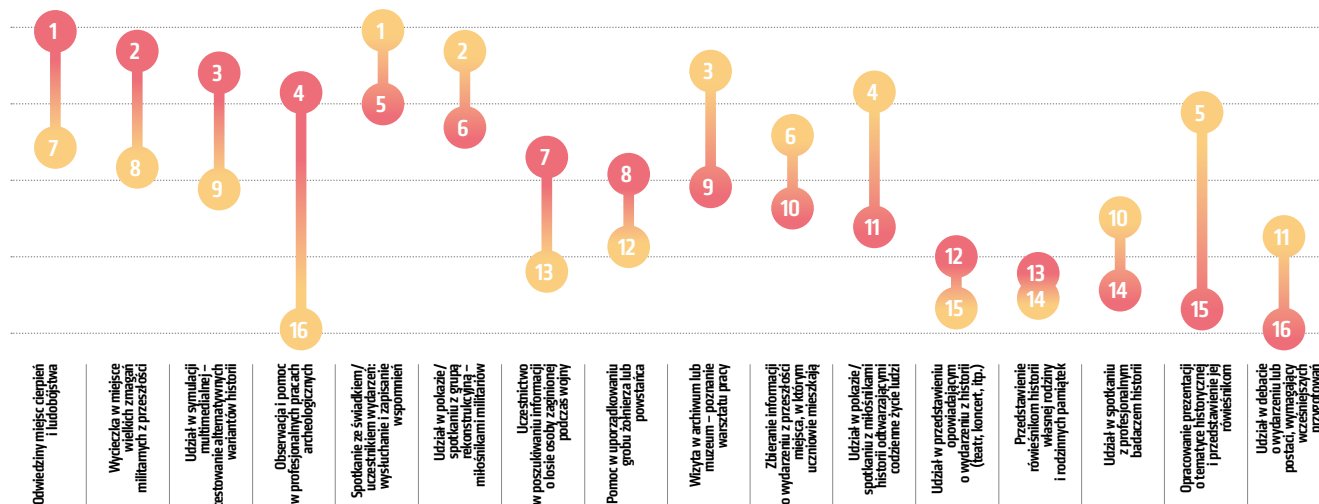 1
7
2
8
3
9
4
16
1
5
2
6
7
13
8
12
3
9
6
10
4
11
12
15
13
14
10
14
5
15
11
16
Odwiedziny miejsc cierpień
i ludobójstwa
Wycieczka w miejsce
wielkich zmagań
militarnych z przeszłości
Udział w symulacji
multimedialnej –
testowanie alternatywnych
wariantów historii
Obserwacja i pomoc
w profesjonalnych pracach
archeologicznych
Spotkanie ze świadkiem/
uczestnikiem wydarzeń:
wysłuchanie i zapisanie
wspomnień
Udział w pokazie/
spotkaniu z grupą
rekonstrukcyjną –
miłośnikami militariów
Uczestnictwo
w poszukiwaniu informacji
o losie osoby zaginionej
podczas wojny
Pomoc w uporządkowaniu
grobu żołnierza lub
powstańca
Wizyta w archiwum lub
muzeum – poznanie
warsztatu pracy
Zbieranie informacji
o wydarzeniu z przeszłości
miejsca, w którym
uczniowie mieszkają
Udział w pokazie/
spotkaniu z miłośnikami
historii odtwarzającymi
codzienne życie ludzi
Udział w przedstawieniu
opowiadającym
o wydarzeniu z historii
(teatr, koncert, itp.)
Przedstawienie
rówieśnikom historii
własnej rodziny
i rodzinnych pamiątek
Udział w spotkaniu
z profesjonalnym
badaczem historii
Opracowanie prezentacji
o tematyce historycznej
i przedstawienie jej
rówieśnikom
Udział w debacie
o wydarzeniu lub
postaci, wymagający
wcześniejszych